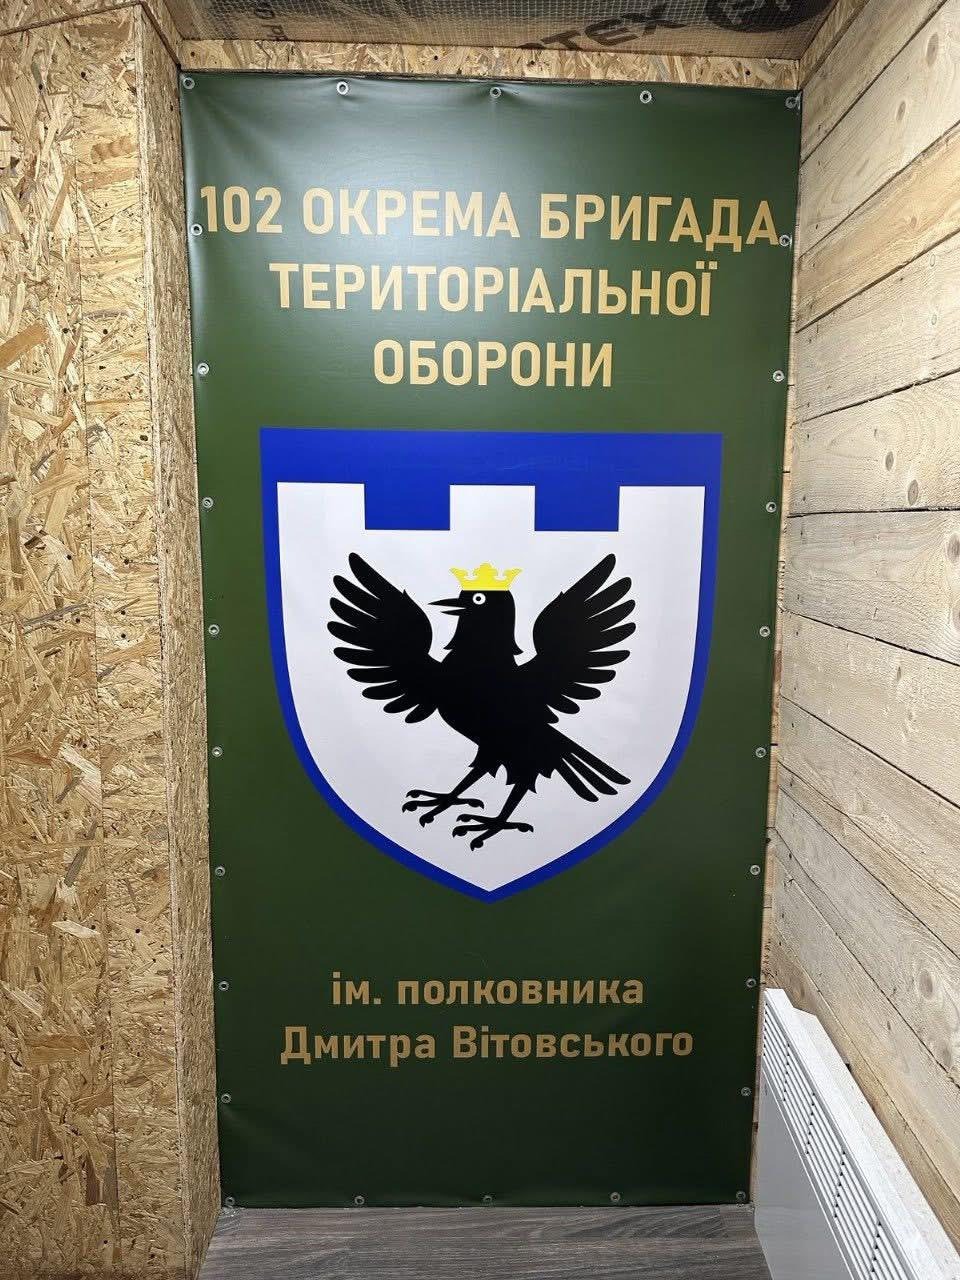 102 ОКРЕМА БРИГАДА
ТЕРИТОРІАЛЬНОЇ
ОБОРОНИ
ім. полковника
Дмитра Вітовського